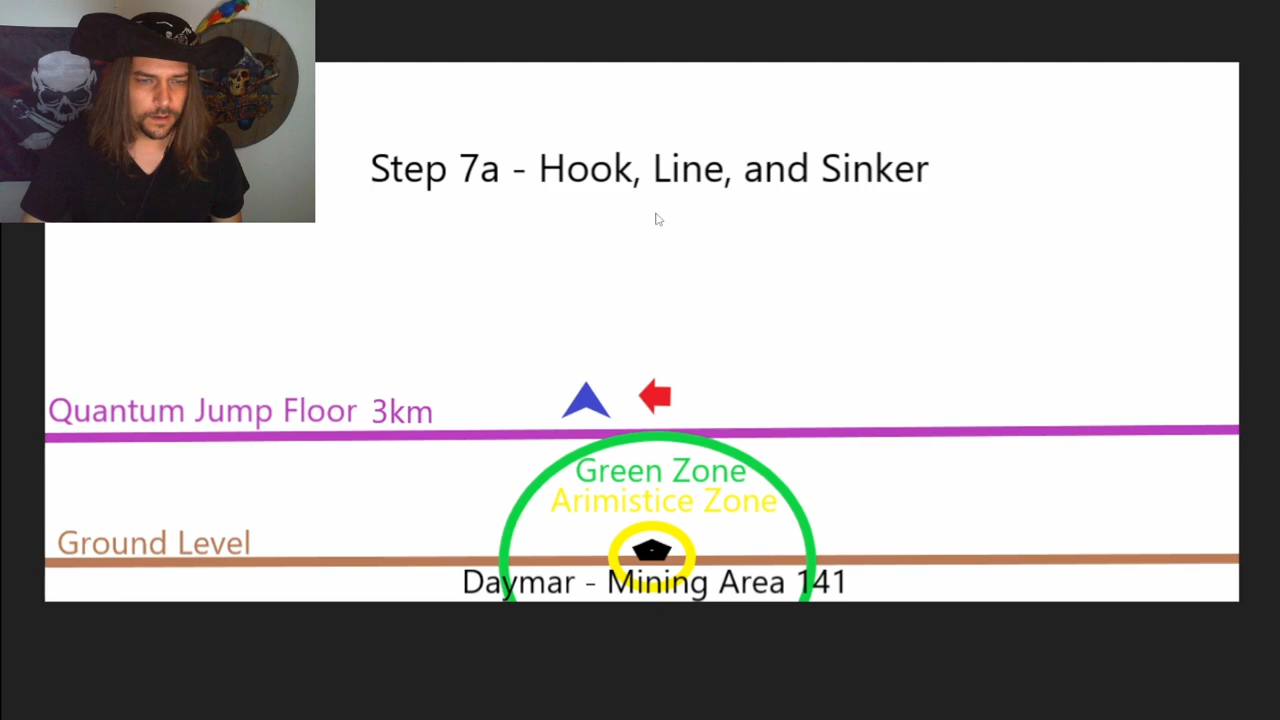 Step 7a - Hook, Line, and Sinker
Quantum Jump Floor 3km
Green Zone
Arimistice Zone
Ground Level
Daymar - Mining Area 141